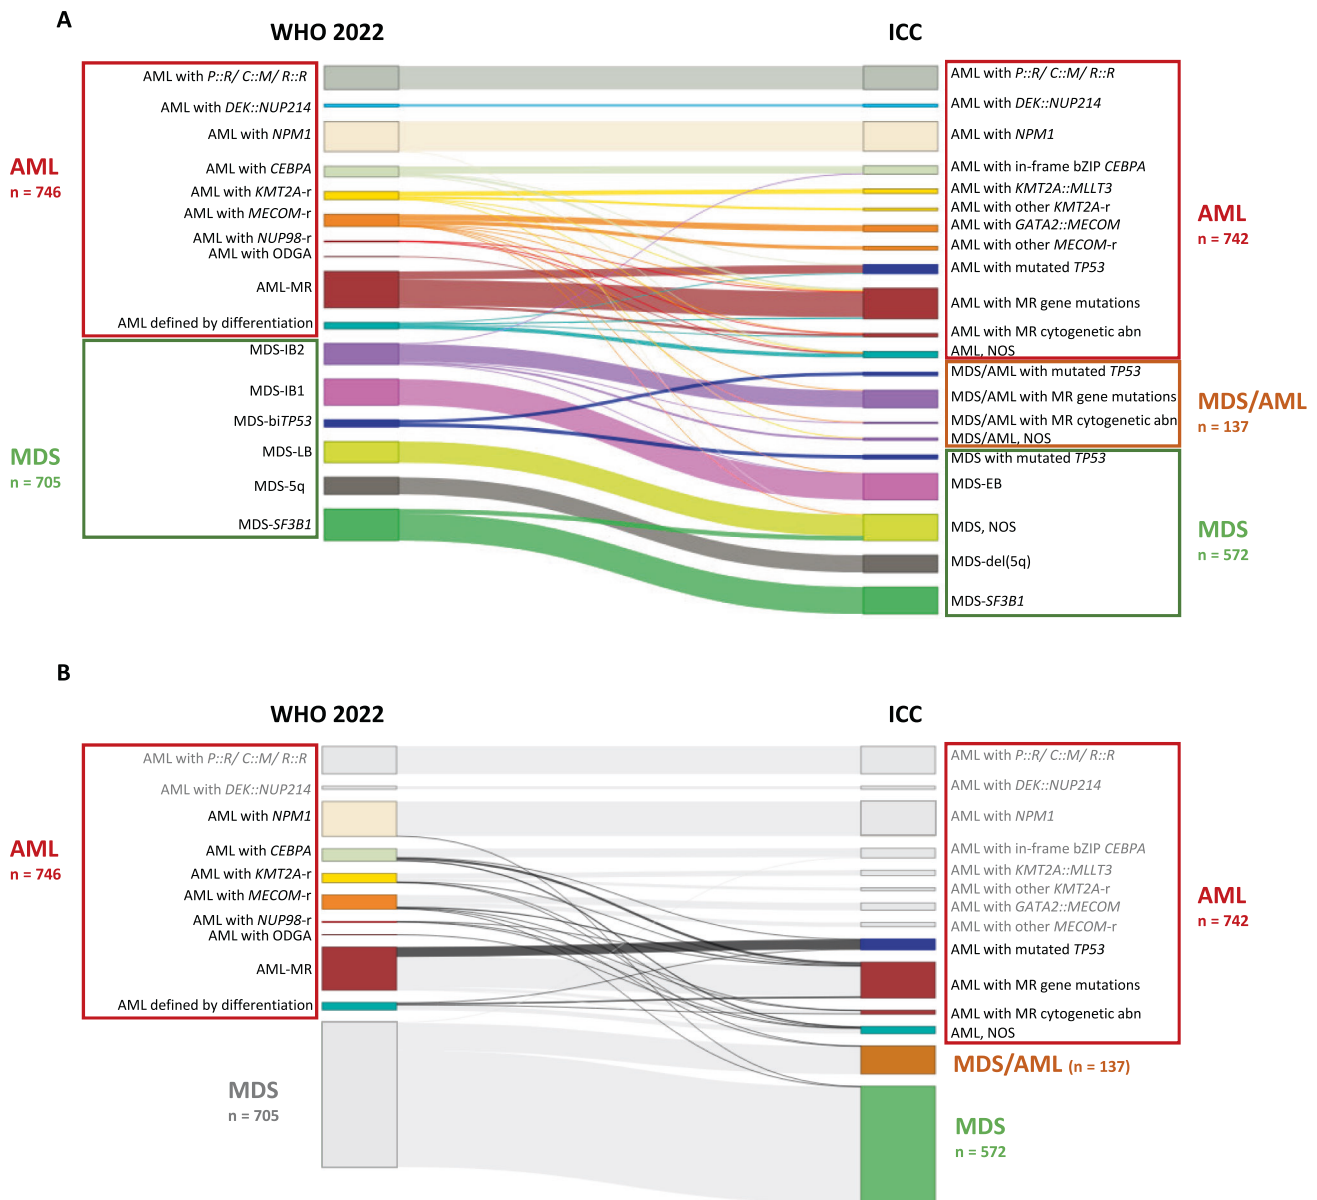 A
WHO 2022
ICC
AML with P::R/ C::M/ R::R
AML with DEK::NUP214
AML with NPM1
AML with CEBPA
AML with KMT2A-r
AML with MECOM-r
AML with NUP98-r
AML with ODGA
AML-MR
AML defined by differentiation
AML
n = 746
MDS-IB2
MDS-IB1
MDS-biTP53
MDS-LB
MDS-5q
MDS-SF3B1
MDS
n = 705
AML with P::R/ C::M/ R::R
AML with DEK::NUP214
AML with NPM1
AML with in-frame bZIP CEBPA
AML with KMT2A::MLLT3
AML with other KMT2A-r
AML with GATA2::MECOM
AML with other MECOM-r
AML with mutated TP53
AML with MR gene mutations
AML with MR cytogenetic abn
AML, NOS
AML
n = 742
MDS/AML with mutated TP53
MDS/AML with MR gene mutations
MDS/AML with MR cytogenetic abn
MDS/AML, NOS
MDS/AML
n = 137
MDS with mutated TP53
MDS-EB
MDS, NOS
MDS-del(5q)
MDS-SF3B1
MDS
n = 572
B
WHO 2022
ICC
AML with P::R/ C::M/ R::R
AML with DEK::NUP214
AML with NPM1
AML with CEBPA
AML with KMT2A-r
AML with MECOM-r
AML with NUP98-r
AML with ODGA
AML-MR
AML defined by differentiation
AML
n = 746
MDS
n = 705
AML with P::R/ C::M/ R::R
AML with DEK::NUP214
AML with NPM1
AML with in-frame bZIP CEBPA
AML with KMT2A::MLLT3
AML with other KMT2A-r
AML with GATA2::MECOM
AML with other MECOM-r
AML with mutated TP53
AML with MR gene mutations
AML with MR cytogenetic abn
AML, NOS
AML
n = 742
MDS/AML (n = 137)
MDS
n = 572